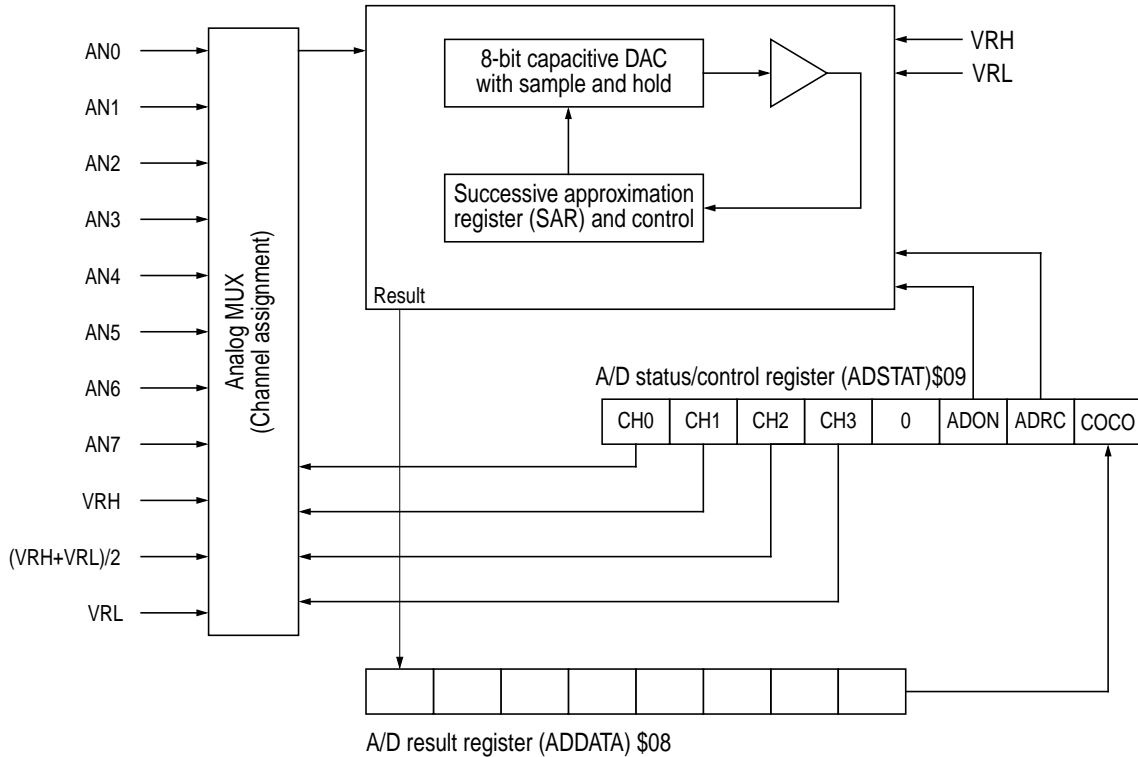 AN0
AN1
AN2
AN3
AN4
AN5
AN6
AN7
VRH
(VRH+VRL)/2
VRL
Analog MUX
(Channel assignment)
8-bit capacitive DAC
with sample and hold
Successive approximation
register (SAR) and control
Result
VRH
VRL
A/D status/control register (ADSTAT)$09
CH0 CH1 CH2 CH3 0 ADON ADRC COCO
A/D result register (ADDATA) $08